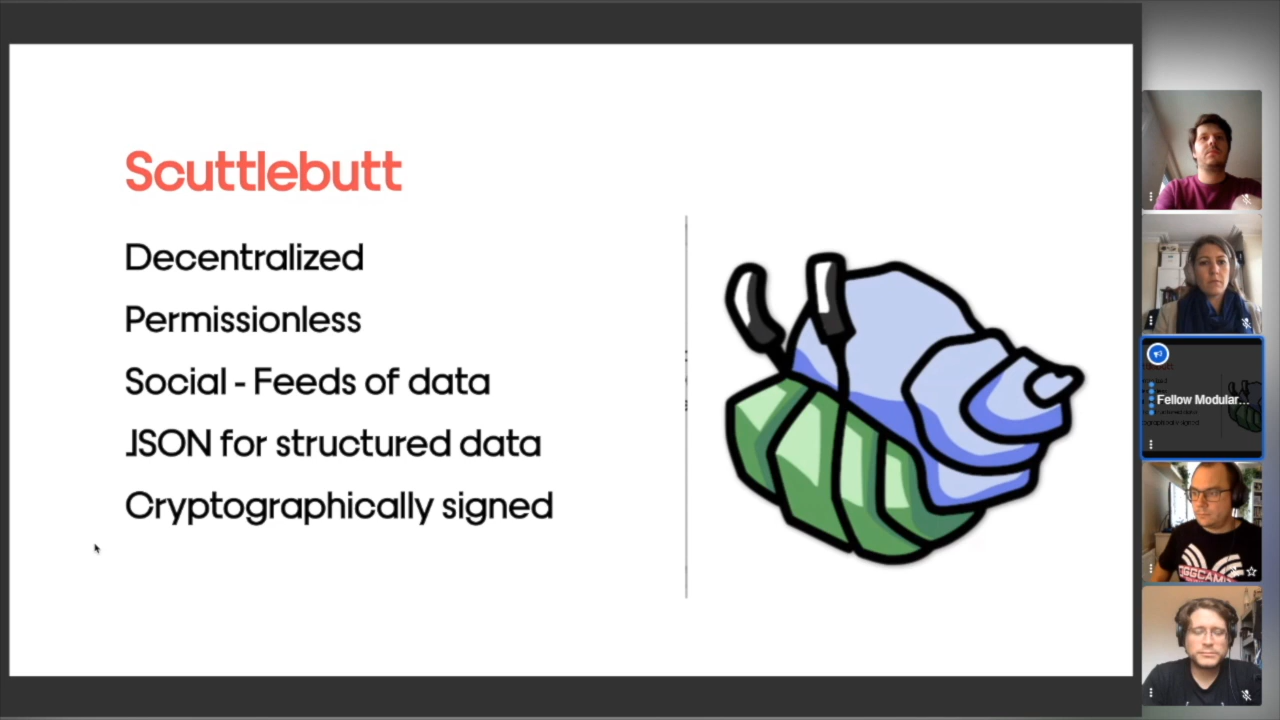 Scuttlebutt
Decentralized
Permissionless
Social - Feeds of data
JSON for structured data
Cryptographically signed
Fellow Modular...